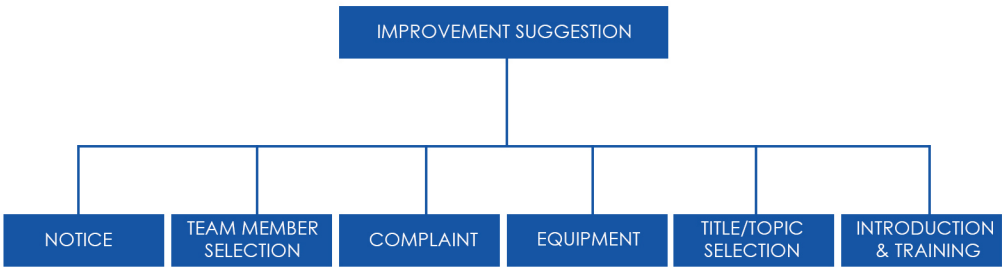 IMPROVEMENT SUGGESTION
NOTICE
TEAM MEMBER
SELECTION
COMPLAINT
EQUIPMENT
TITLE/TOPIC
SELECTION
INTRODUCTION
& TRAINING